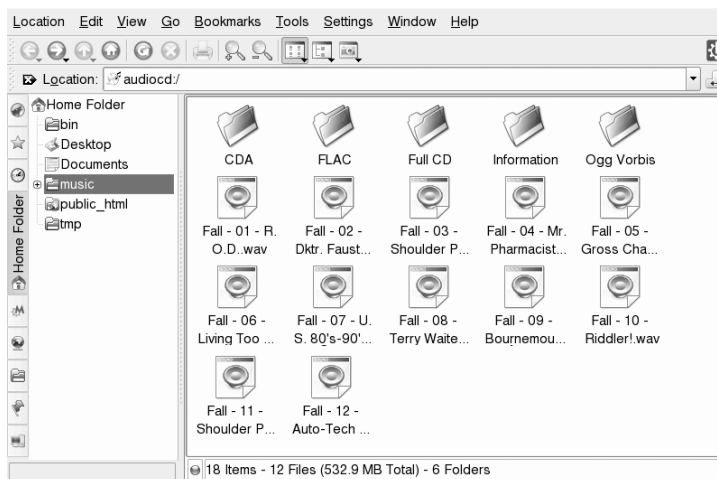 Location Edit View Go Bookmarks Tools Settings Window Help
Location: audiocd:/
Home Folder
bin
Desktop
Documents
music
public_html
tmp
Home Folder
CDA FLAC Full CD Information Ogg Vorbis
Fall - 01 - R. Fall - 02 - Fall - 03 - Fall - 04 - Mr. Fall - 05 -
O.D..wav Dktr. Faust... Shoulder P... Pharmacist... Gross Cha...
Fall - 06 - Fall - 07 - U. Fall - 08 - Fall - 09 - Fall - 10 -
Living Too ... S. 80's-90'... Terry Waite... Bournemou... Riddler!.wav
Fall - 11 - Fall - 12 -
Shoulder P... Auto-Tech ...
18 Items - 12 Files (532.9 MB Total) - 6 Folders